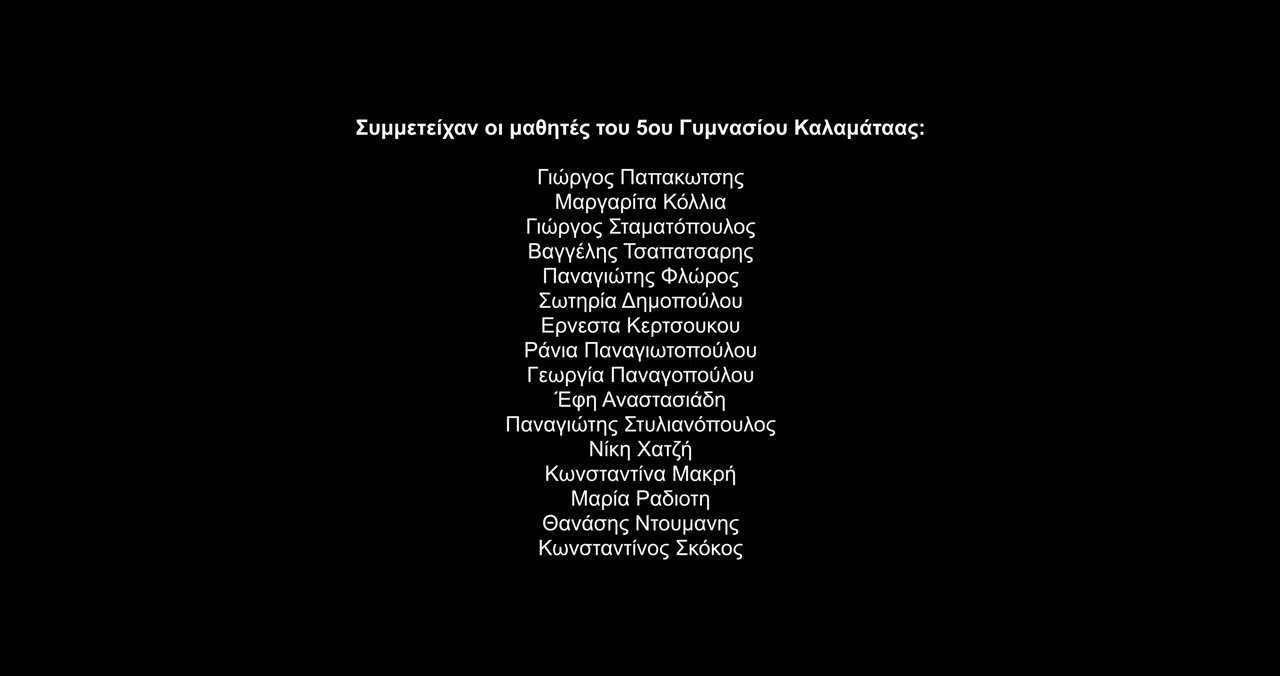 Συμμετείχαν οι μαθητές του 5ου Γυμνασίου Καλαμάταας:
Γιώργος Παπακωτσης
Μαργαρίτα Κόλλια
Γιώργος Σταματόπουλος
Βαγγέλης Τσαπατσαρης
Παναγιώτης Φλώρος
Σωτηρία Δημοπούλου
Ερνεστα Κερτσουκου
Ράνια Παναγιωτοπούλου
Γεωργία Παναγοπούλου
Έφη Αναστασιάδη
Παναγιώτης Στυλιανόπουλος
Νίκη Χατζή
Κωνσταντίνα Μακρή
Μαρία Ραδιοτη
Θανάσης Ντουμανης
Κωνσταντίνος Σκόκος